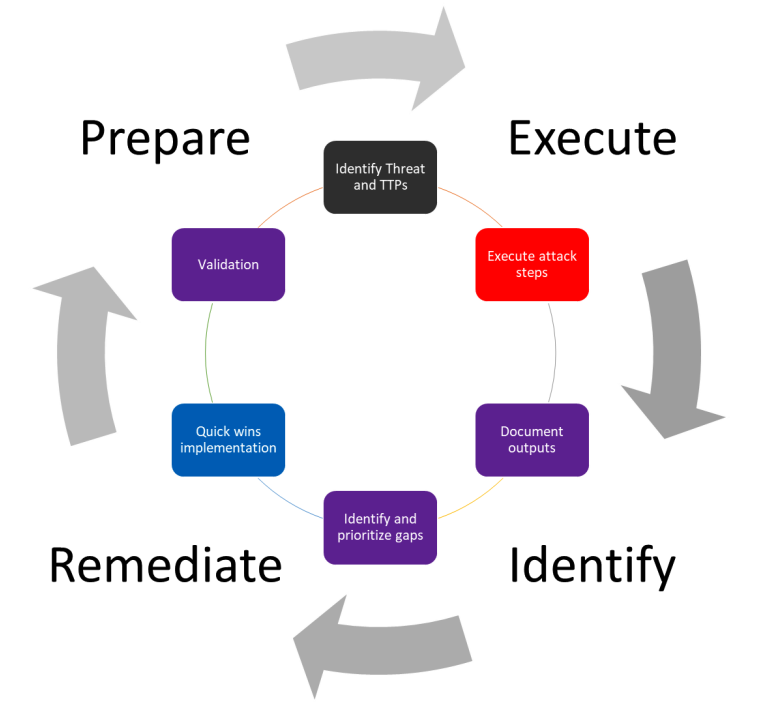 Prepare
Execute
Identify Threat
and TTPs
Validation
Execute attack
steps
Quick wins
implementation
Document
outputs
Identify and
prioritize gaps
Remediate
Identify